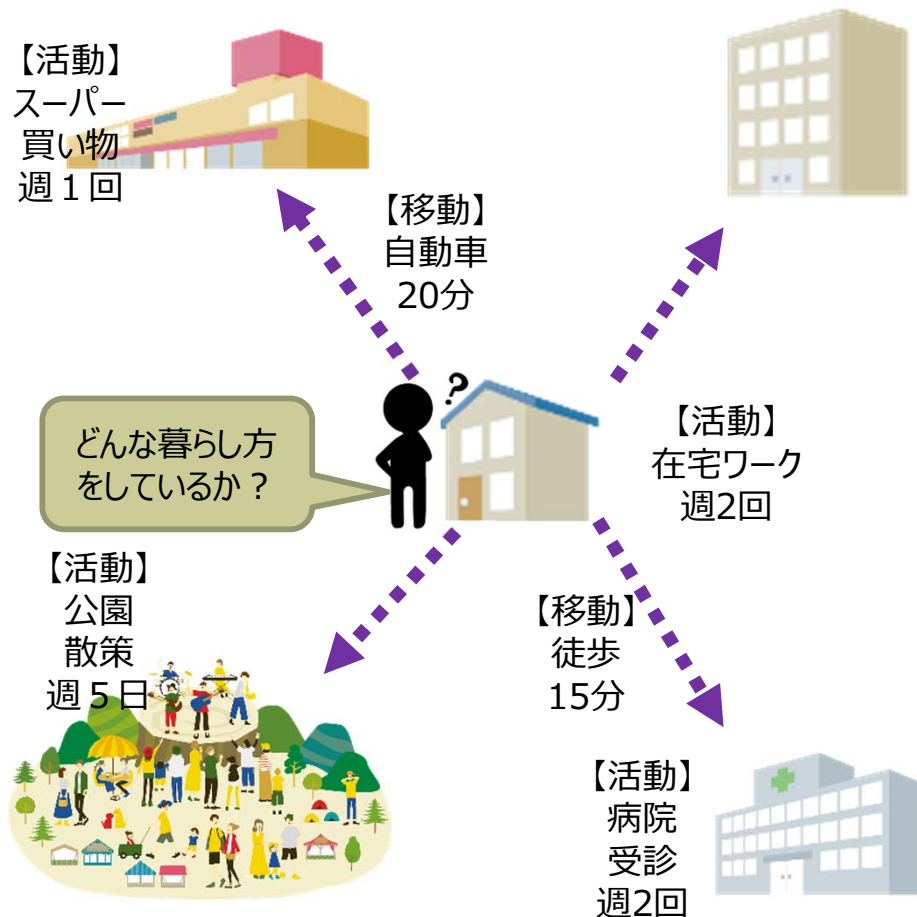 【活動】
スーパー
買い物
週１回
【移動】
自動車
20分
?
どんな暮らし方
をしているか？
【活動】
在宅ワーク
週2回
【活動】
公園
散策
週５日
【移動】
徒歩
15分
【活動】
病院
受診
週2回